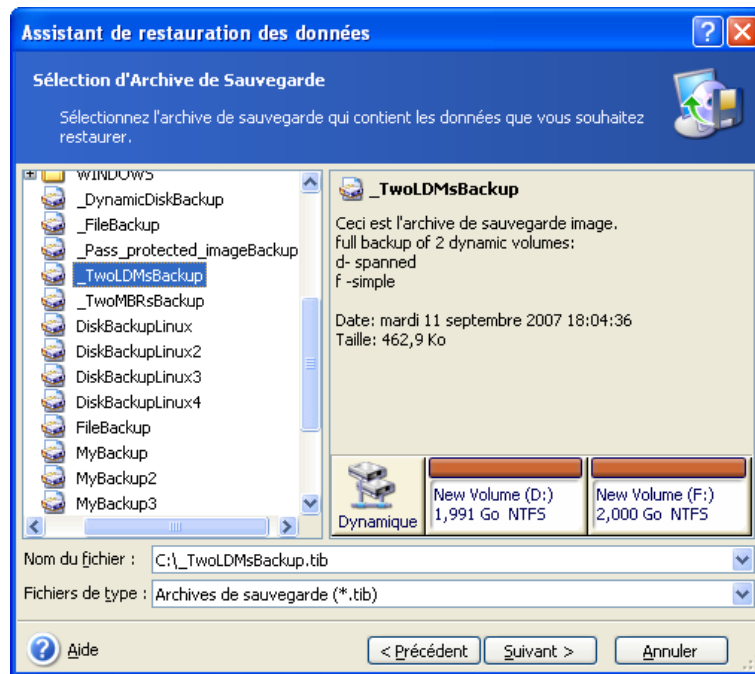 Assistant de restauration des données
Sélection d'Archive de Sauvegarde
Sélectionnez l'archive de sauvegarde qui contient les données que vous souhaitez
restaurer.
WINDOWS
_DynamicDiskBackup
_FileBackup
_Pass_protected_imageBackup
_TwoLDMsBackup
_TwoMBRsBackup
DiskBackupLinux
DiskBackupLinux2
DiskBackupLinux3
DiskBackupLinux4
FileBackup
MyBackup
MyBackup2
MyBackup3
_TwoLDMsBackup
Ceci est l'archive de sauvegarde image.
full backup of 2 dynamic volumes:
d- spanned
f -simple
Date: mardi 11 septembre 2007 18:04:36
Taille: 462,9 Ko
Dynamique
New Volume (D:)
1,991 Go NTFS
New Volume (F:)
2,000 Go NTFS
Nom du fichier : C:\_TwoLDMsBackup.tib
Fichiers de type : Archives de sauvegarde (*.tib)
Aide
< Précédent
Suivant >
Annuler